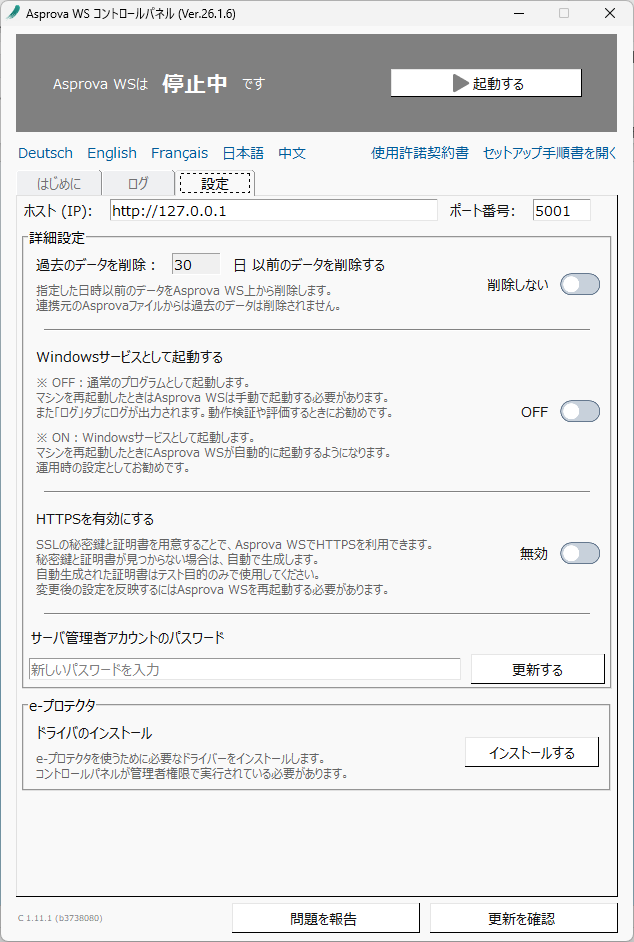 Asprova WS コントロールパネル (Ver.26.1.6)
Asprova WSは 停止中 です
起動する
Deutsch English Français 日本語 中文 使用許諾契約書 セットアップ手順書を開く
はじめに ログ 設定
ホスト (IP): http://127.0.0.1 ポート番号: 5001
詳細設定
過去のデータを削除： 30 日 以前のデータを削除する
指定した日時以前のデータをAsprova WS上から削除します。
連携元のAsprovaファイルからは過去のデータは削除されません。
削除しない
Windowsサービスとして起動する
※ OFF：通常のプログラムとして起動します。
マシンを再起動したときはAsprova WSは手動で起動する必要があります。
また「ログ」タブにログが出力されます。動作検証や評価するときにお勧めです。
OFF
※ ON：Windowsサービスとして起動します。
マシンを再起動したときにAsprova WSが自動的に起動するようになります。
運用時の設定としてお勧めです。
HTTPSを有効にする
SSLの秘密鍵と証明書を用意することで、Asprova WSでHTTPSを利用できます。
秘密鍵と証明書が見つからない場合は、自動で生成します。
自動生成された証明書はテスト目的のみで使用してください。
変更後の設定を反映するにはAsprova WSを再起動する必要があります。
無効
サーバ管理者アカウントのパスワード
新しいパスワードを入力 更新する
e-プロテクタ
ドライバのインストール
e-プロテクタを使うために必要なドライバーをインストールします。
コントロールパネルが管理者権限で実行されている必要があります。
インストールする
C 1.11.1 (b3738080) 問題を報告 更新を確認